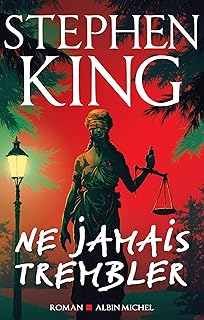 STEPHEN
KING
NE JAMAIS
TREMBLER
ROMAN ALBIN MICHEL